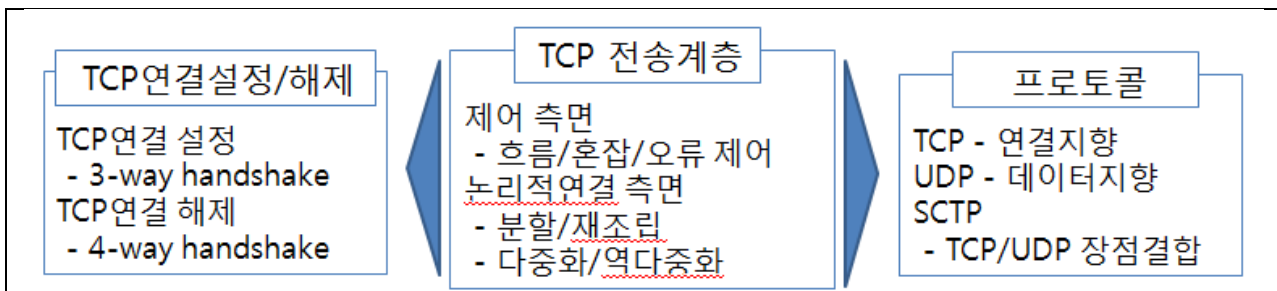 TCP연결설정/해제
TCP연결 설정
- 3-way handshake
TCP연결 해제
- 4-way handshake
TCP 전송계층
제어 측면
- 흐름/혼잡/오류 제어
논리적연결 측면
- 분할/재조립
- 다중화/역다중화
프로토콜
TCP - 연결지향
UDP - 데이터지향
SCTP
- TCP/UDP 장점결합